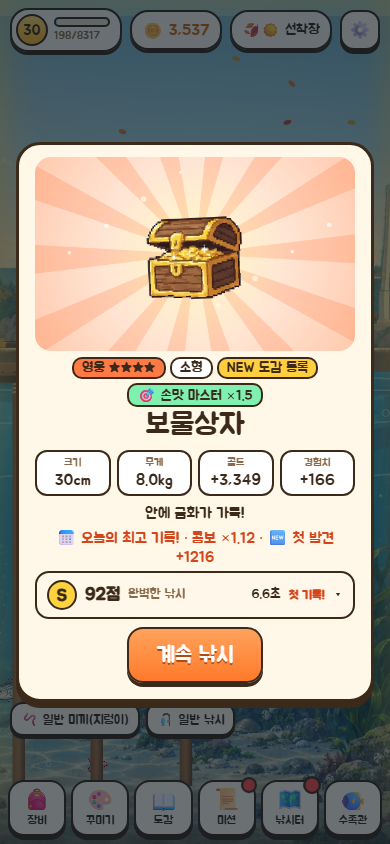 30
198/8317
3,537
선착장
영웅 ★★★★
소형
NEW 도감 등록
손맛 마스터 ×1.5
보물상자
크기
30cm
무게
8.0kg
골드
+3,349
경험치
+166
안에 금화가 가득!
오늘의 최고 기록! · 콤보 ×1.12 · NEW 첫 발견
+1216
S
92점
완벽한 낚시
6.6초
첫 기록!
계속 낚시
일반 미끼(지렁이)
일반 낚시
장비
꾸미기
도감
미션
낚시터
수족관